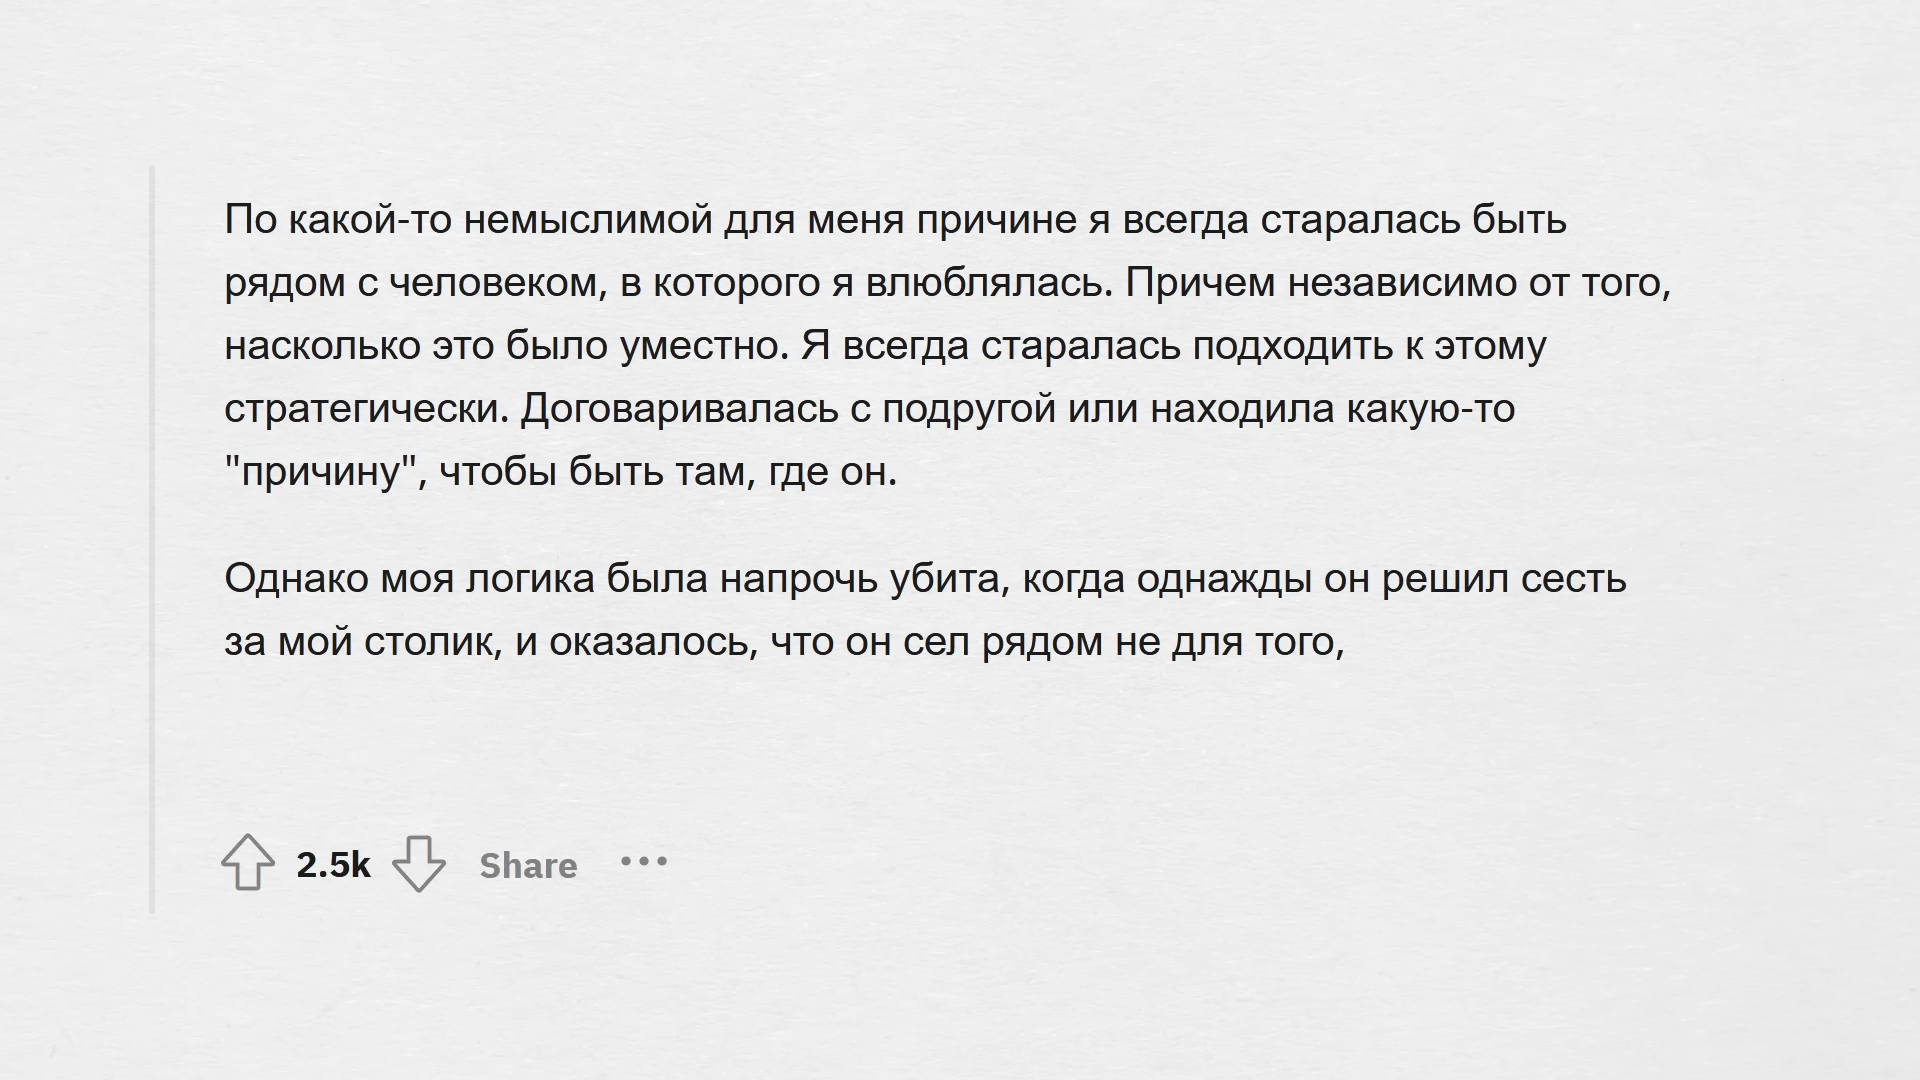 По какой-то немыслимой для меня причине я всегда старалась быть
рядом с человеком, в которого я влюблялась. Причем независимо от того,
насколько это было уместно. Я всегда старалась подходить к этому
стратегически. Договаривалась с подругой или находила какую-то
"причину", чтобы быть там, где он.
Однако моя логика была напрочь убита, когда однажды он решил сесть
за мой столик, и оказалось, что он сел рядом не для того,
2.5k Share